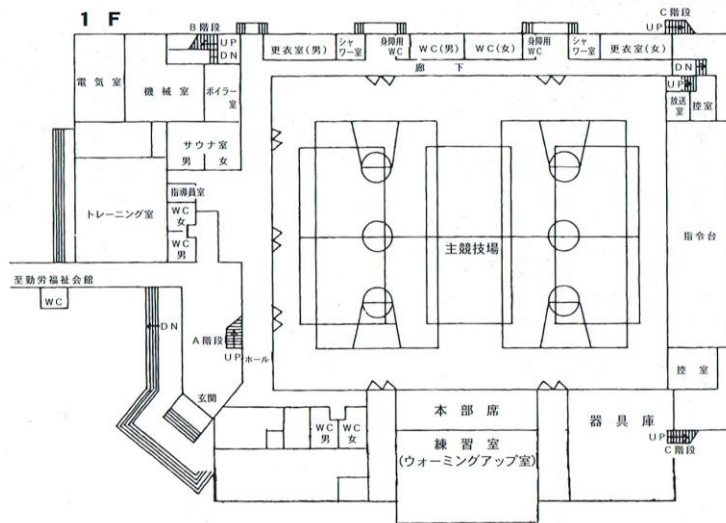 1 F
B階段
UP
DN
更衣室(男)
シャワー室
身障用WC
WC(男)
WC(女)
身障用WC
シャワー室
更衣室(女)
C階段
UP
DN
廊下
UP
放送室
控室
電気室
機械室
ボイラー室
サウナ室
男 女
指導員室
WC女
トレーニング室
WC男
主競技場
指令台
至勤労福祉会館
WC
DN
A階段
UP
ホール
玄関
控室
本部席
器具庫
WC男
WC女
練習室
(ウォーミングアップ室)
UP
C階段